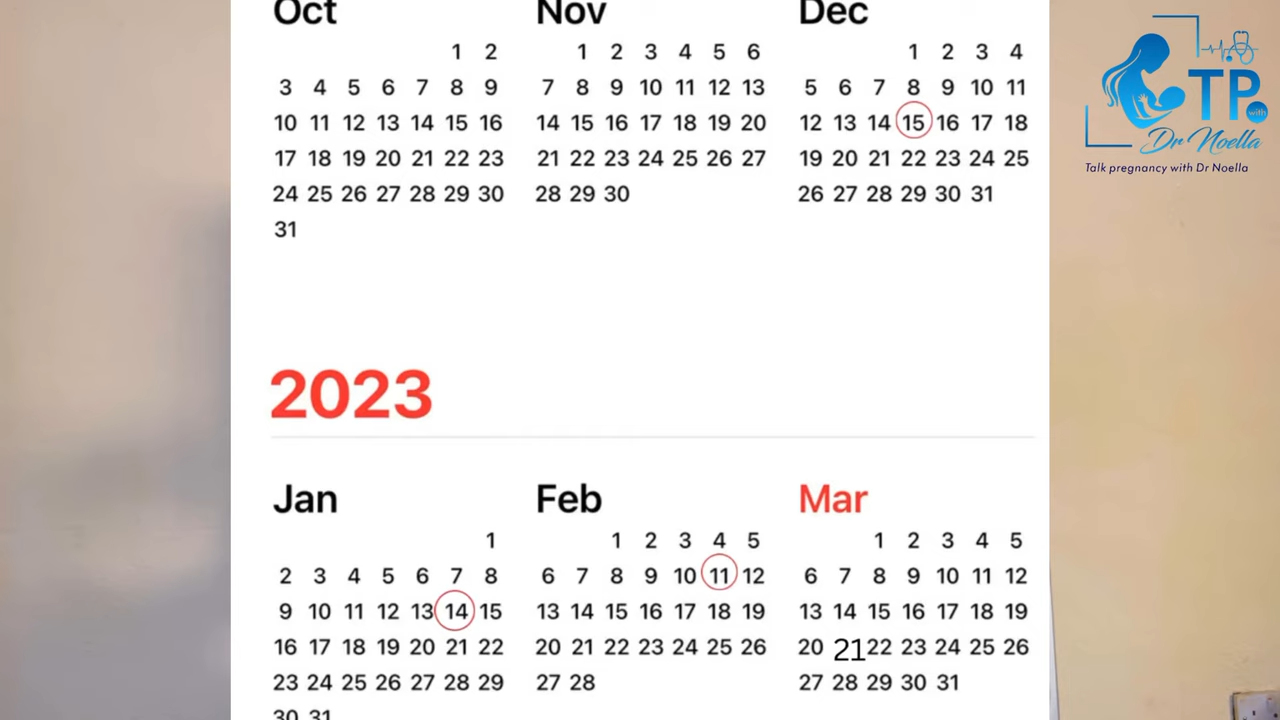 Oct Nov Dec
1 2 1 2 3 4 5 6 1 2 3 4
3 4 5 6 7 8 9 7 8 9 10 11 12 13 5 6 7 8 9 10 11
10 11 12 13 14 15 16 14 15 16 17 18 19 20 12 13 14 15 16 17 18
17 18 19 20 21 22 23 21 22 23 24 25 26 27 19 20 21 22 23 24 25
24 25 26 27 28 29 30 28 29 30 26 27 28 29 30 31
31
2023
Jan Feb Mar
1 1 2 3 4 5 1 2 3 4 5
2 3 4 5 6 7 8 6 7 8 9 10 11 12 6 7 8 9 10 11 12
9 10 11 12 13 14 15 13 14 15 16 17 18 19 13 14 15 16 17 18 19
16 17 18 19 20 21 22 20 21 22 23 24 25 26 20 21 22 23 24 25 26
23 24 25 26 27 28 29 27 28 27 28 29 30 31
30 31
TP with
Dr Noella
Talk pregnancy with Dr Noella